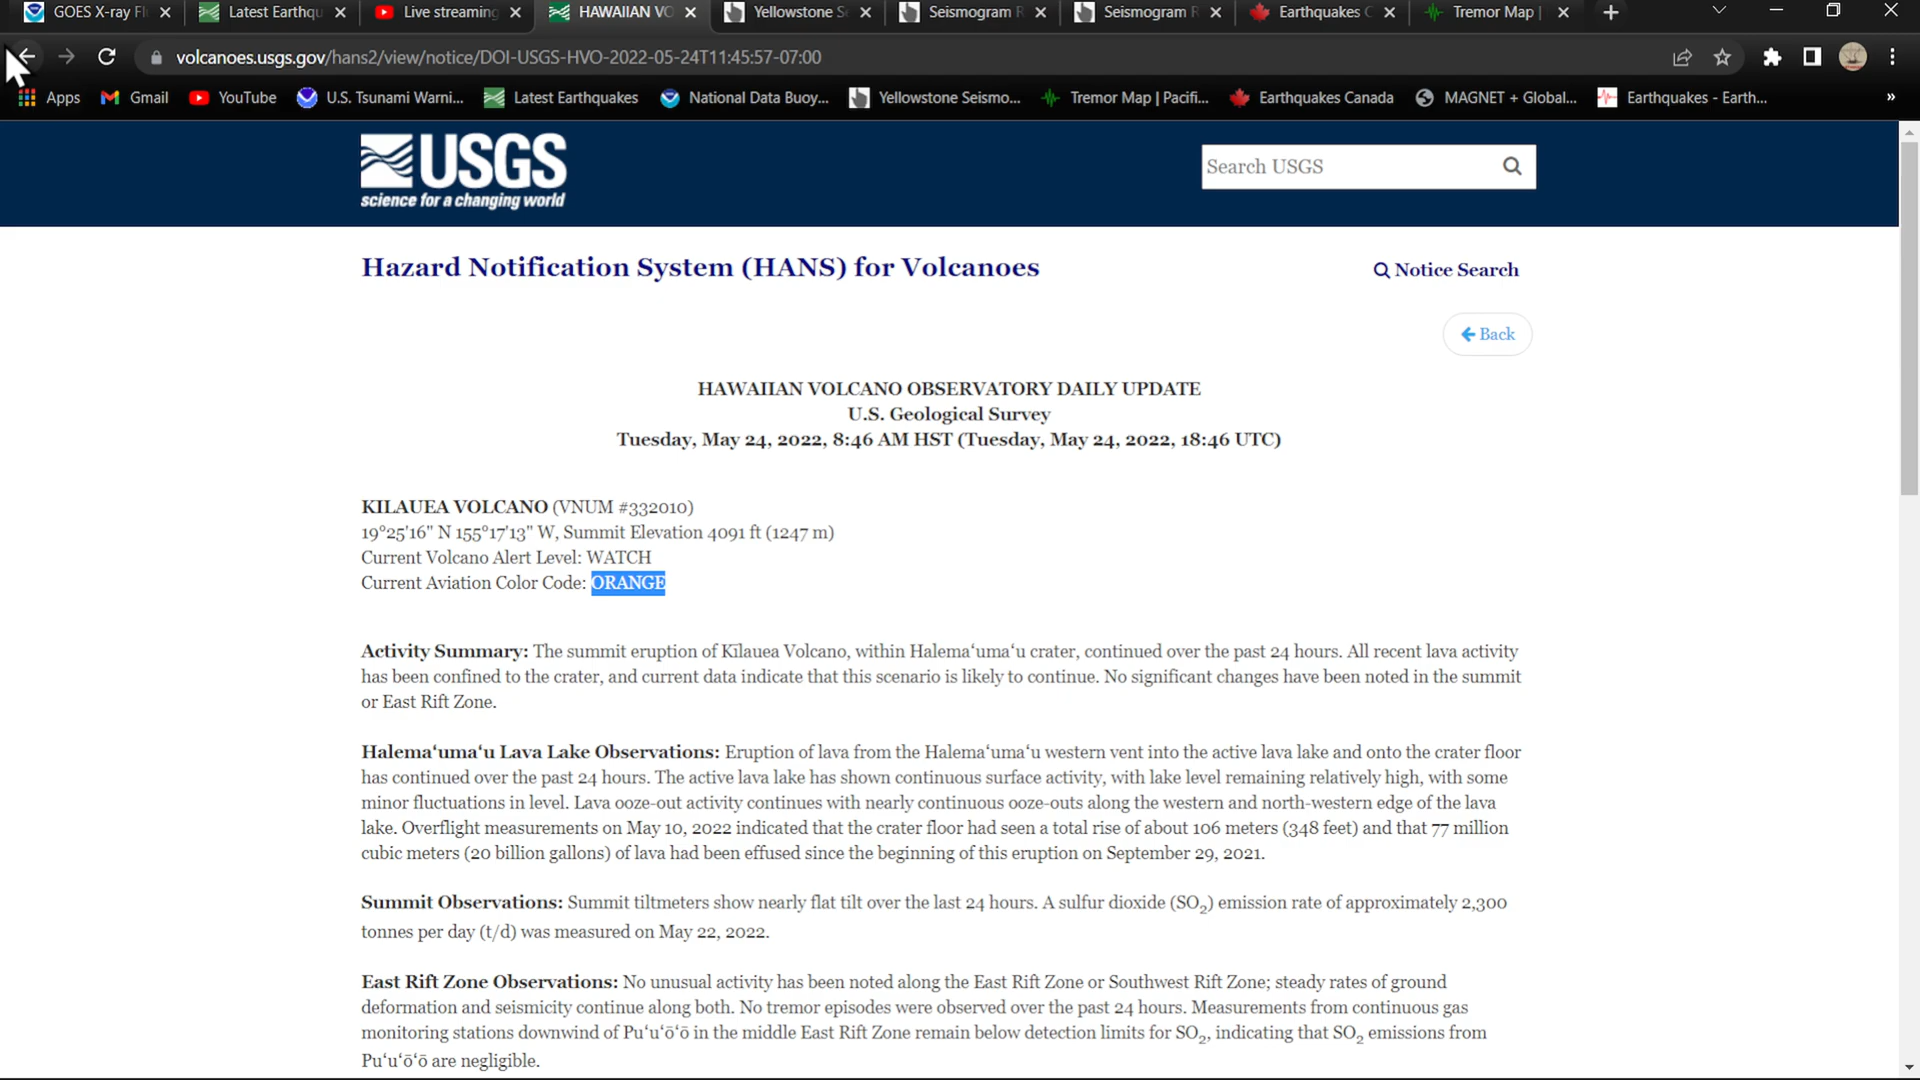 GOES X-ray Fl
Latest Earthqu
Live streaming
HAWAIIAN VO
Yellowstone Se
Seismogram R
Seismogram R
Earthquakes C
Tremor Map |
volcanoes.usgs.gov/hans2/view/notice/DOI-USGS-HVO-2022-05-24T11:45:57-07:00
Apps
Gmail
YouTube
U.S. Tsunami Warni...
Latest Earthquakes
National Data Buoy...
Yellowstone Seismo...
Tremor Map | Pacifi...
Earthquakes Canada
MAGNET + Global...
Earthquakes - Earth...
»
USGS
science for a changing world
Search USGS
Hazard Notification System (HANS) for Volcanoes
Notice Search
Back
HAWAIIAN VOLCANO OBSERVATORY DAILY UPDATE
U.S. Geological Survey
Tuesday, May 24, 2022, 8:46 AM HST (Tuesday, May 24, 2022, 18:46 UTC)
KILAUEA VOLCANO (VNUM #332010)
19°25'16" N 155°17'13" W, Summit Elevation 4091 ft (1247 m)
Current Volcano Alert Level: WATCH
Current Aviation Color Code: ORANGE
Activity Summary: The summit eruption of Kīlauea Volcano, within Halemaʻumaʻu crater, continued over the past 24 hours. All recent lava activity
has been confined to the crater, and current data indicate that this scenario is likely to continue. No significant changes have been noted in the summit
or East Rift Zone.
Halemaʻumaʻu Lava Lake Observations: Eruption of lava from the Halemaʻumaʻu western vent into the active lava lake and onto the crater floor
has continued over the past 24 hours. The active lava lake has shown continuous surface activity, with lake level remaining relatively high, with some
minor fluctuations in level. Lava ooze-out activity continues with nearly continuous ooze-outs along the western and north-western edge of the lava
lake. Overflight measurements on May 10, 2022 indicated that the crater floor had seen a total rise of about 106 meters (348 feet) and that 77 million
cubic meters (20 billion gallons) of lava had been effused since the beginning of this eruption on September 29, 2021.
Summit Observations: Summit tiltmeters show nearly flat tilt over the last 24 hours. A sulfur dioxide (SO₂) emission rate of approximately 2,300
tonnes per day (t/d) was measured on May 22, 2022.
East Rift Zone Observations: No unusual activity has been noted along the East Rift Zone or Southwest Rift Zone; steady rates of ground
deformation and seismicity continue along both. No tremor episodes were observed over the past 24 hours. Measurements from continuous gas
monitoring stations downwind of Puʻuʻōʻō in the middle East Rift Zone remain below detection limits for SO₂, indicating that SO₂ emissions from
Puʻuʻōʻō are negligible.